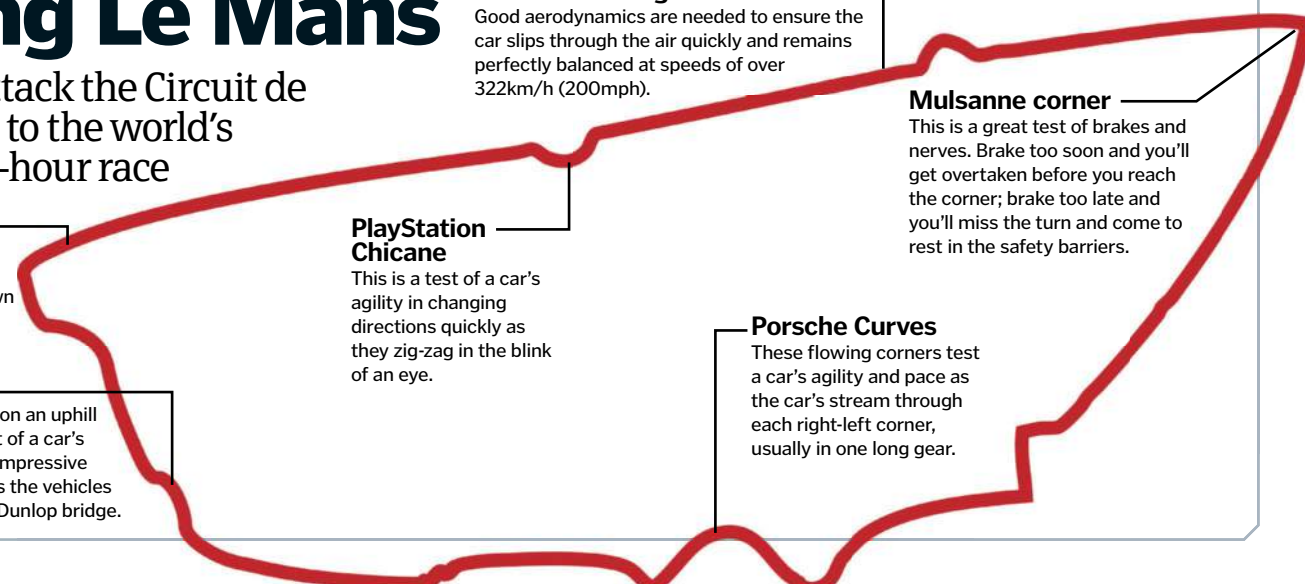 ng Le Mans
ttack the Circuit de
to the world's
-hour race
Good aerodynamics are needed to ensure the
car slips through the air quickly and remains
perfectly balanced at speeds of over
322km/h (200mph).
Mulsanne corner
This is a great test of brakes and
nerves. Brake too soon and you'll
get overtaken before you reach
the corner; brake too late and
you'll miss the turn and come to
rest in the safety barriers.
PlayStation
Chicane
This is a test of a car's
agility in changing
directions quickly as
they zig-zag in the blink
of an eye.
wn
Porsche Curves
These flowing corners test
a car's agility and pace as
the car's stream through
each right-left corner,
usually in one long gear.
on an uphill
t of a car's
mpressive
s the vehicles
Dunlop bridge.